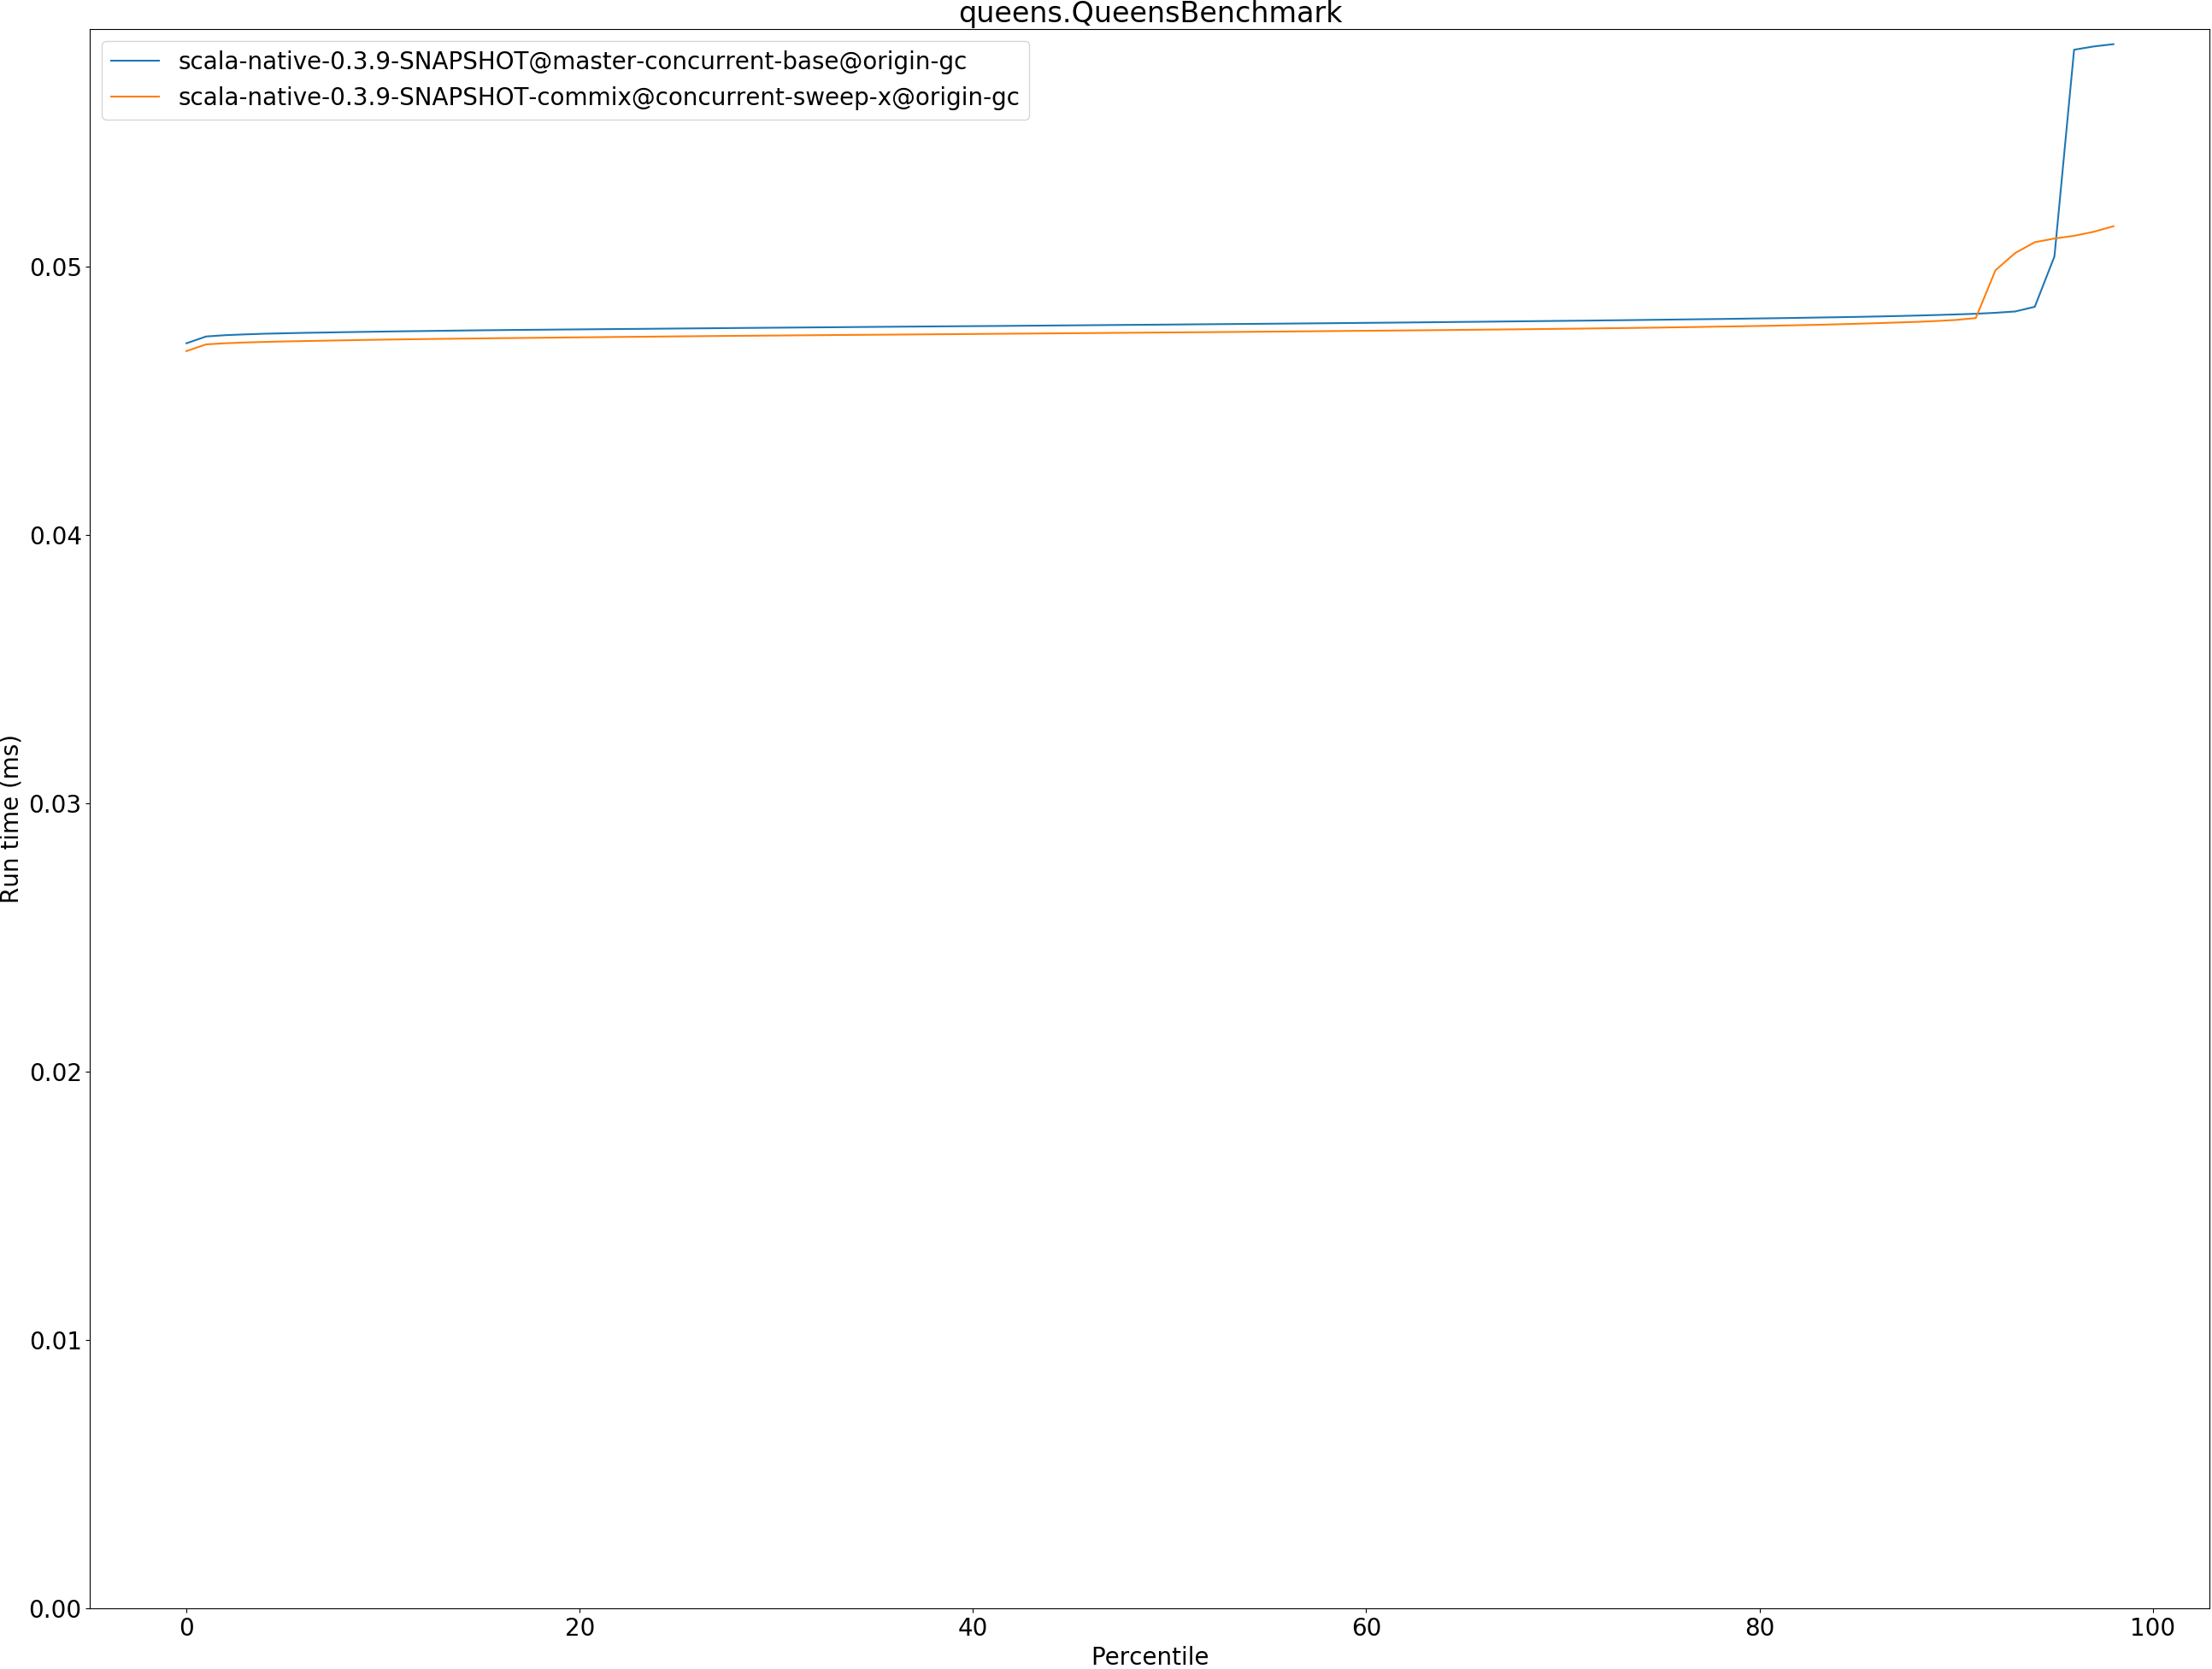 queens.QueensBenchmark
scala-native-0.3.9-SNAPSHOT@master-concurrent-base@origin-gc
scala-native-0.3.9-SNAPSHOT-commix@concurrent-sweep-x@origin-gc
Run time (ms)
0.05
0.04
0.03
0.02
0.01
0.00
0 20 40 60 80 100
Percentile